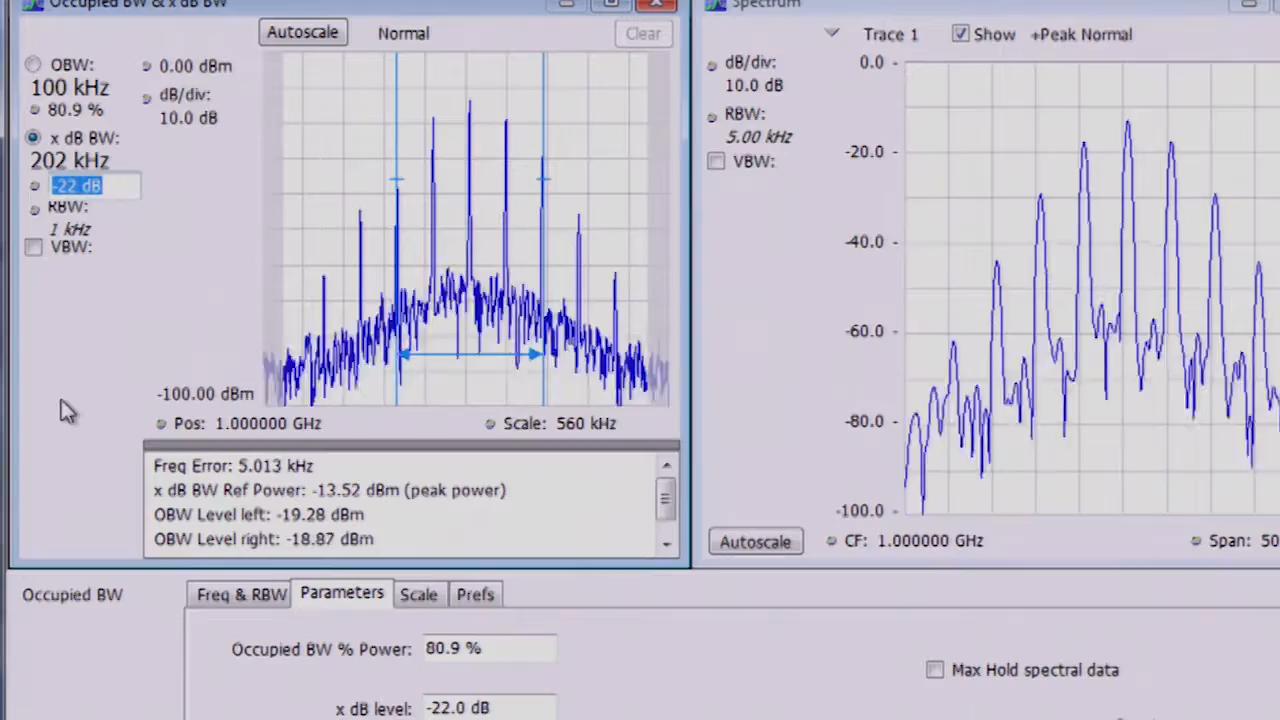 Occupied BW & x dB BW
Autoscale
Normal
Clear
OBW:
100 kHz
80.9 %
x dB BW:
202 kHz
-22 dB
RBW:
1 kHz
VBW:
0.00 dBm
dB/div:
10.0 dB
-100.00 dBm
Pos: 1.000000 GHz
Scale: 560 kHz
Freq Error: 5.013 kHz
x dB BW Ref Power: -13.52 dBm (peak power)
OBW Level left: -19.28 dBm
OBW Level right: -18.87 dBm
Spectrum
Trace 1
Show
+Peak Normal
dB/div:
10.0 dB
RBW:
5.00 kHz
VBW:
0.0
-20.0
-40.0
-60.0
-80.0
-100.0
Autoscale
CF: 1.000000 GHz
Span: 50
Occupied BW
Freq & RBW
Parameters
Scale
Prefs
Occupied BW % Power: 80.9 %
x dB level: -22.0 dB
Max Hold spectral data